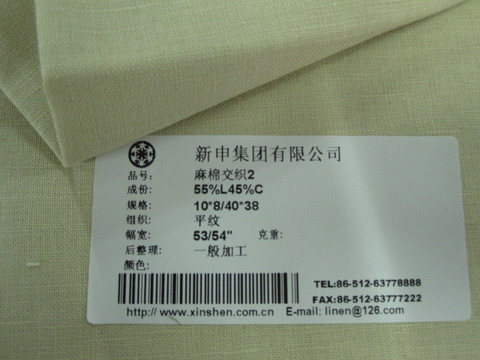 新申集团有限公司
品号: 麻棉交织2
成份: 55%L45%C
规格: 10*8/40*38
组织: 平纹
幅宽: 53/54" 克重:
后整理: 一般加工
颜色:
TEL:86-512-63778888
FAX:86-512-63777222
http://www.xinshen.com.cn E-mail: linen@126.com